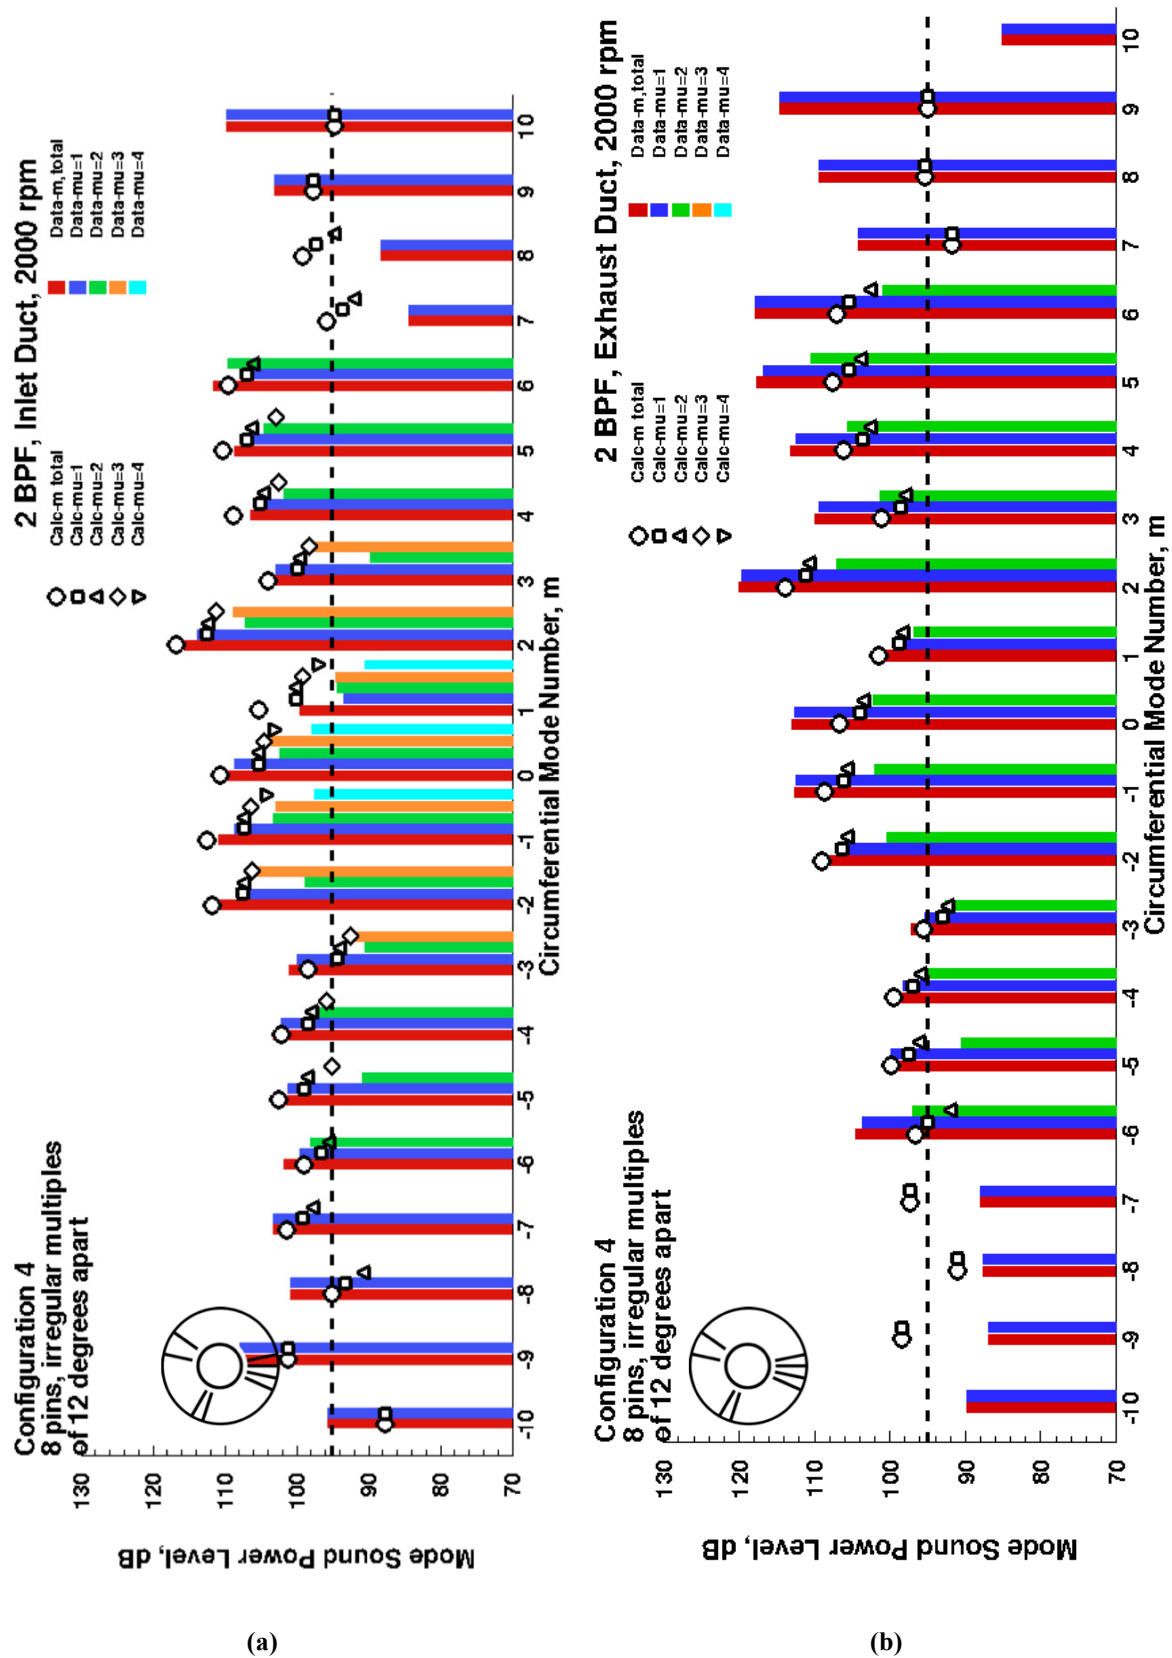 Configuration 4
8 pins, irregular multiples
of 12 degrees apart
2 BPF, Inlet Duct, 2000 rpm
Calc-m total
Calc-mu=1
Calc-mu=2
Calc-mu=3
Calc-mu=4
Data-m,total
Data-mu=1
Data-mu=2
Data-mu=3
Data-mu=4
Mode Sound Power Level, dB
130
120
110
100
90
80
70
-10 -9 -8 -7 -6 -5 -4 -3 -2 -1 0 1 2 3 4 5 6 7 8 9 10
Circumferential Mode Number, m
(a)
Configuration 4
8 pins, irregular multiples
of 12 degrees apart
2 BPF, Exhaust Duct, 2000 rpm
Calc-m total
Calc-mu=1
Calc-mu=2
Calc-mu=3
Calc-mu=4
Data-m,total
Data-mu=1
Data-mu=2
Data-mu=3
Data-mu=4
Mode Sound Power Level, dB
130
120
110
100
90
80
70
-10 -9 -8 -7 -6 -5 -4 -3 -2 -1 0 1 2 3 4 5 6 7 8 9 10
Circumferential Mode Number, m
(b)